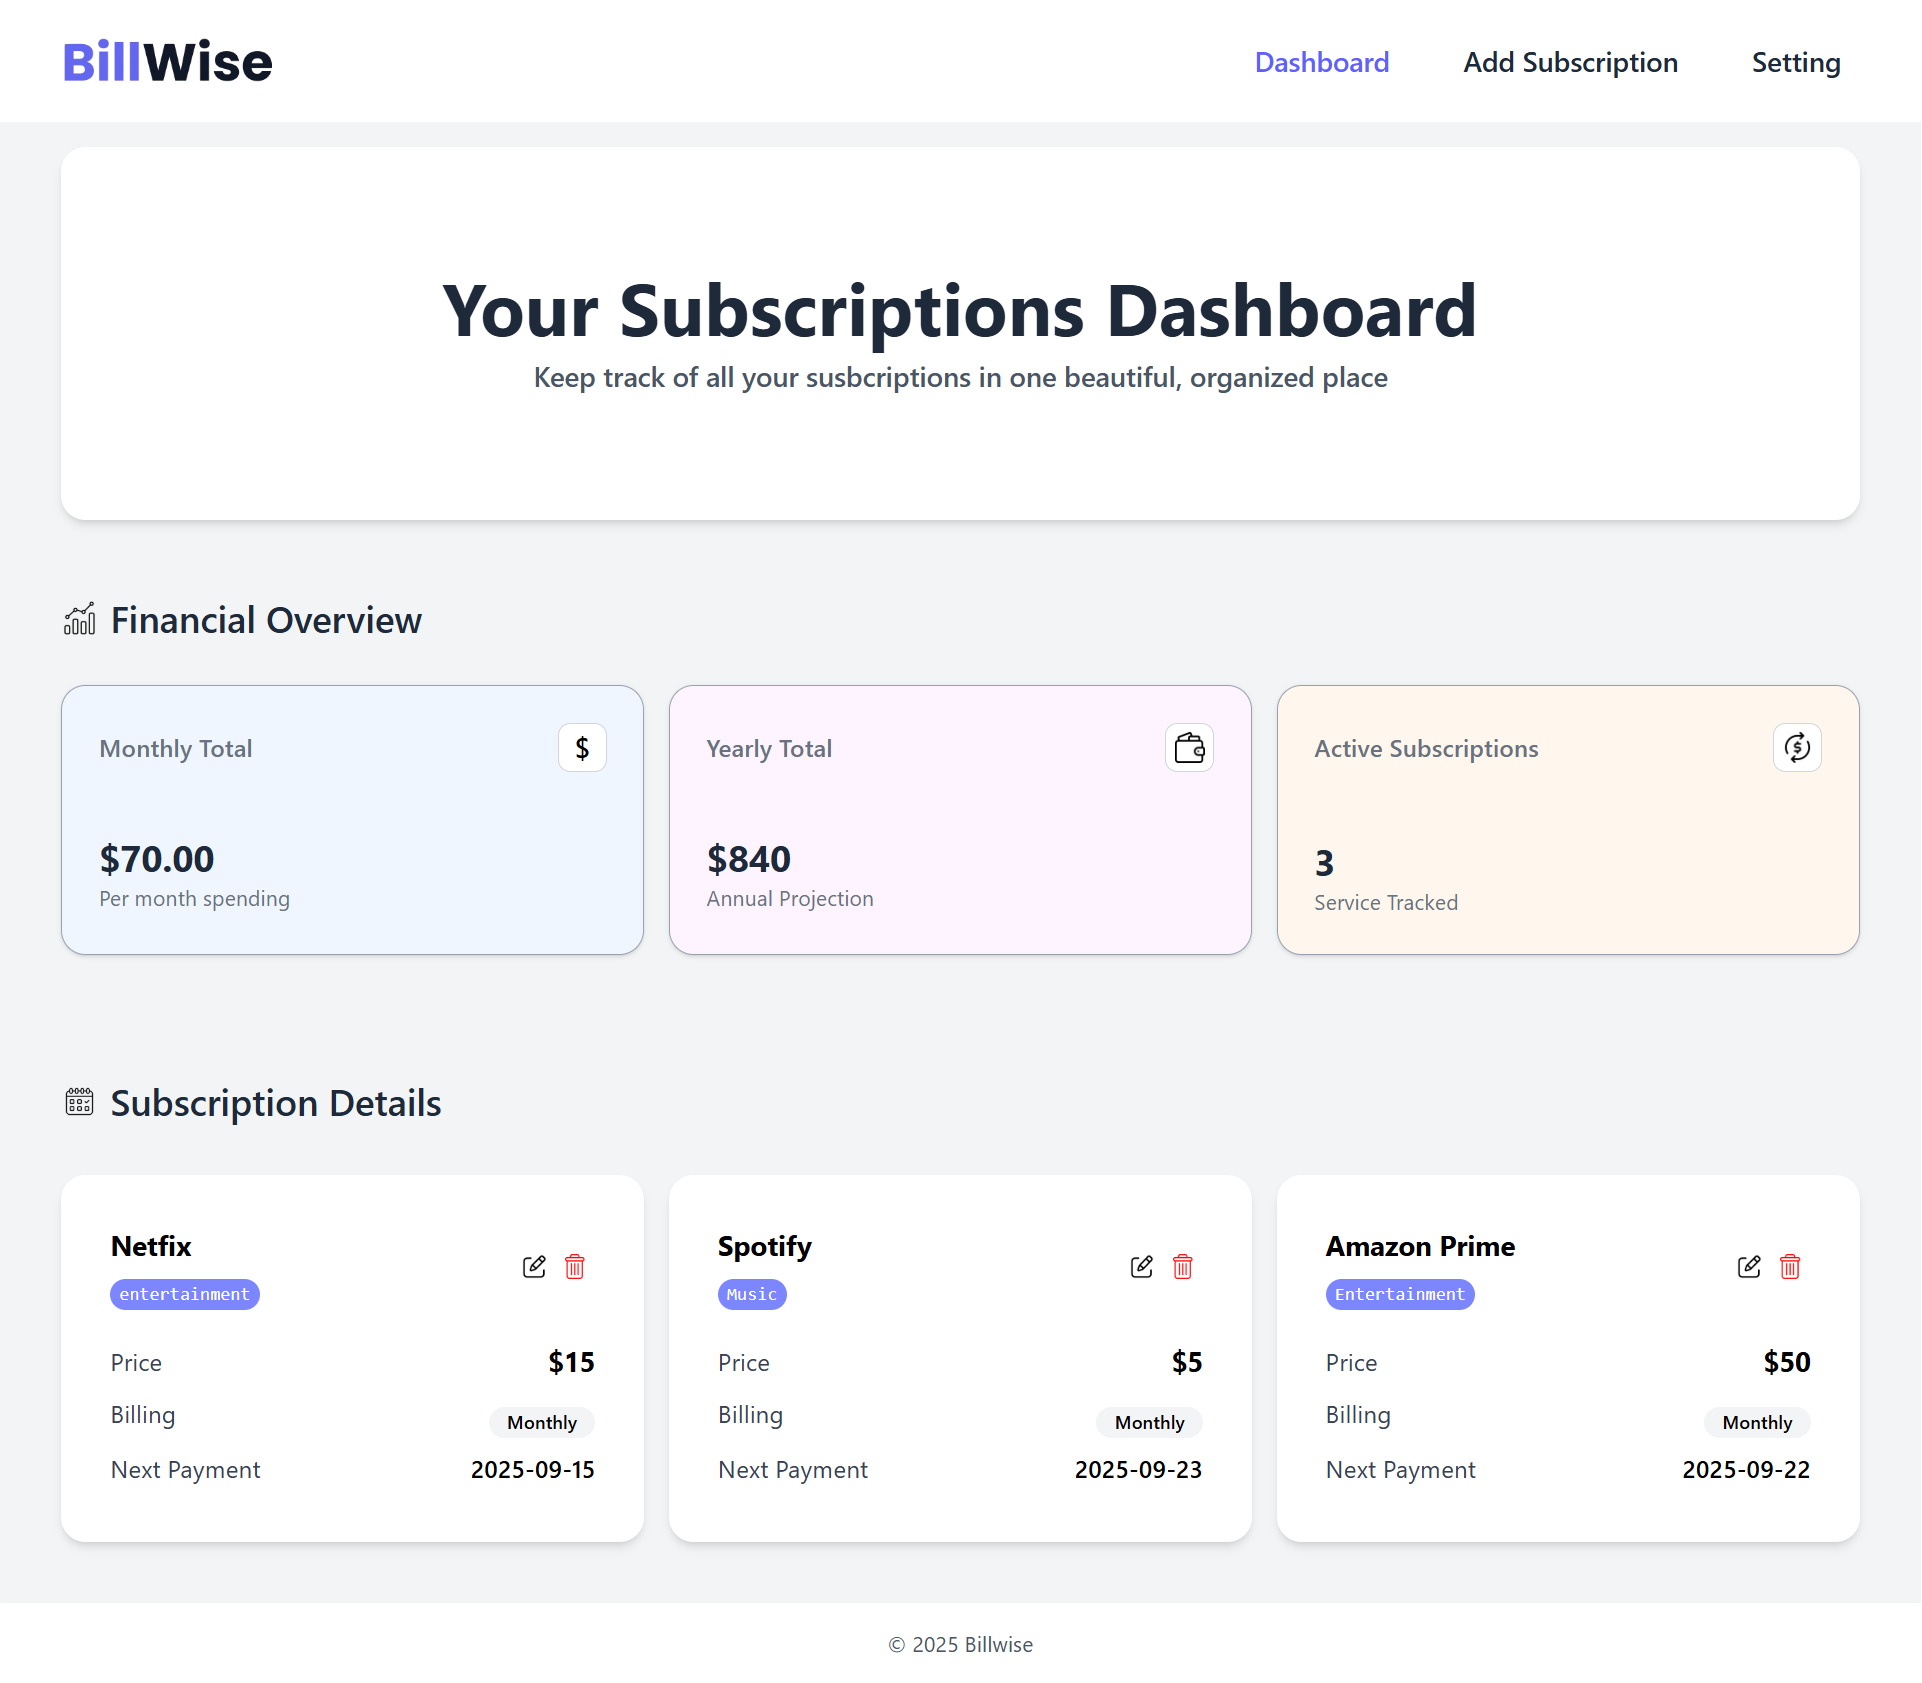 BillWise
Dashboard
Add Subscription
Setting
Your Subscriptions Dashboard
Keep track of all your susbcriptions in one beautiful, organized place
Financial Overview
Monthly Total
$
$70.00
Per month spending
Yearly Total
$840
Annual Projection
Active Subscriptions
$
3
Service Tracked
Subscription Details
Netfix
entertainment
Price
$15
Billing
Monthly
Next Payment
2025-09-15
Spotify
Music
Price
$5
Billing
Monthly
Next Payment
2025-09-23
Amazon Prime
Entertainment
Price
$50
Billing
Monthly
Next Payment
2025-09-22
© 2025 Billwise